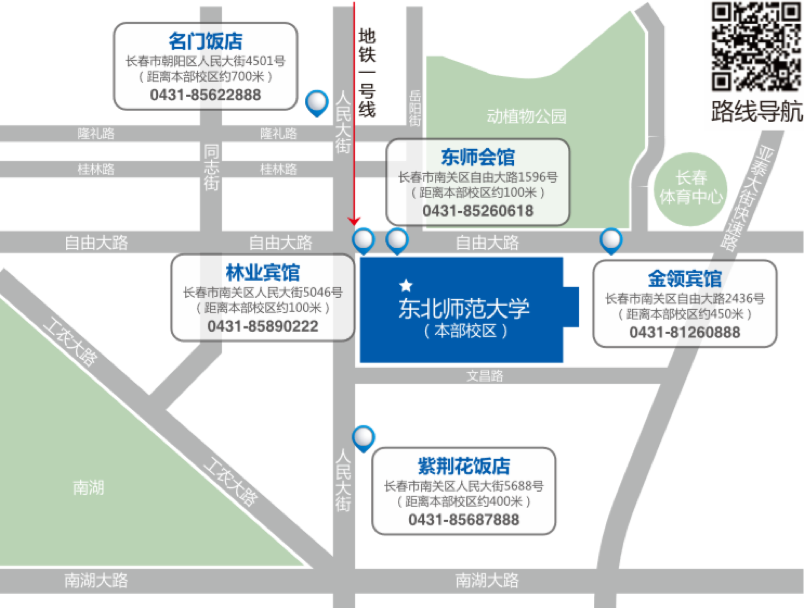 名门饭店
长春市朝阳区人民大街4501号
（距离本部校区约700米）
0431-85622888
地铁一号线
人民大街
岳阳街
动植物公园
路线导航
隆礼路
隆礼路
同志街
桂林路
桂林路
东师会馆
长春市南关区自由大路1596号
（距离本部校区约100米）
0431-85260618
长春
体育中心
亚泰大街快速路
自由大路
自由大路
自由大路
林业宾馆
长春市南关区人民大街5046号
（距离本部校区约100米）
0431-85890222
东北师范大学
（本部校区）
金领宾馆
长春市南关区自由大路2436号
（距离本部校区约450米）
0431-81260888
工农大路
文昌路
紫荆花饭店
长春市南关区人民大街5688号
（距离本部校区约400米）
0431-85687888
人民大街
工农大路
南湖
南湖大路
南湖大路